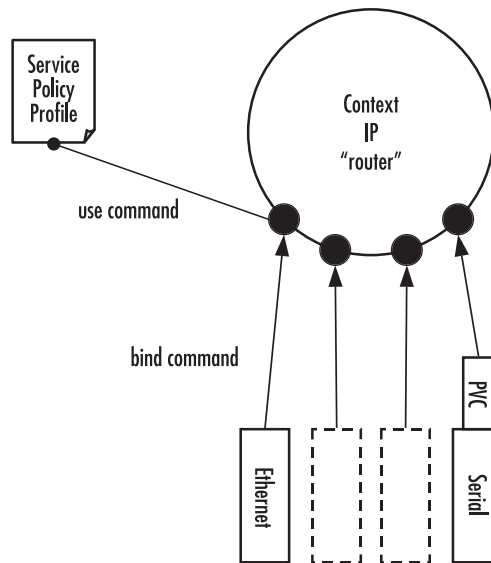 Service
Policy
Profile
Context
IP
“router”
use command
bind command
PVC
Ethernet
Serial